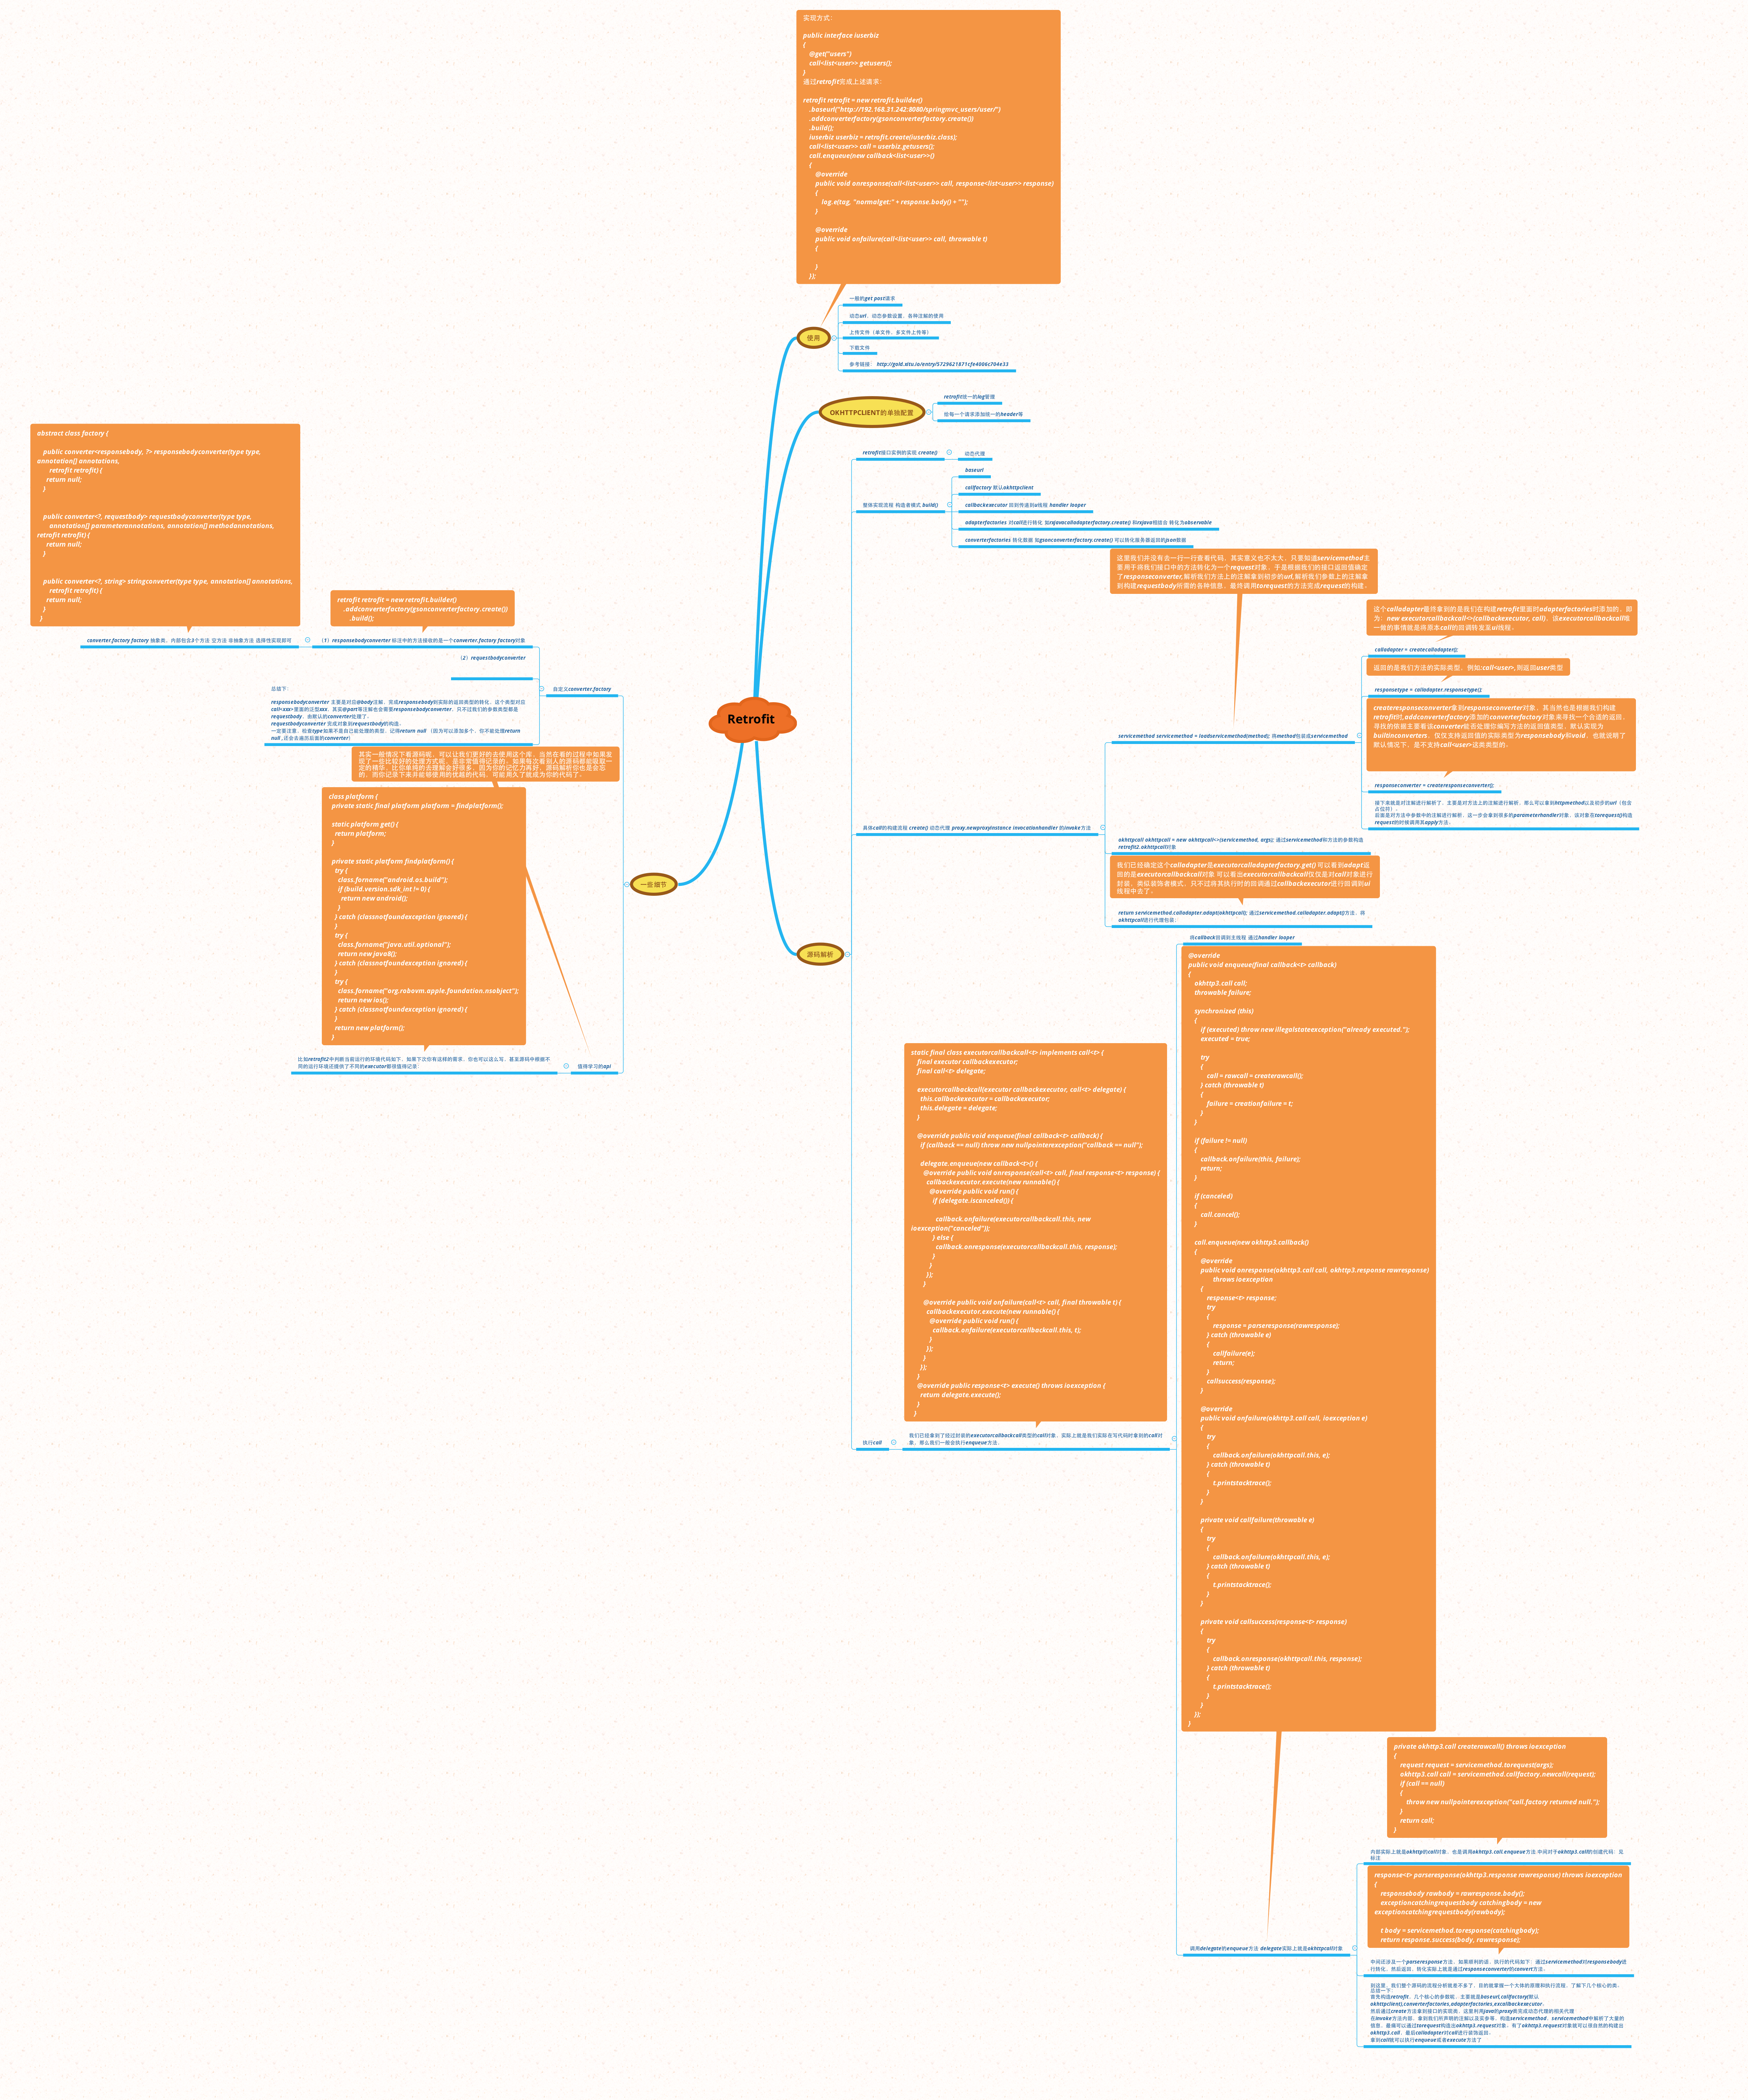 实现方式：
public interface iuserbiz
{
@get("users")
call<list<user>> getusers();
}
通过retrofit完成上述请求：
retrofit retrofit = new retrofit.builder()
.baseurl("http://192.168.31.242:8080/springmvc_users/user/")
.addconverterfactory(gsonconverterfactory.create())
.build();
iuserbiz userbiz = retrofit.create(iuserbiz.class);
call<list<user>> call = userbiz.getusers();
call.enqueue(new callback<list<user>>()
{
@override
public void onresponse(call<list<user>> call, response<list<user>> response)
{
log.e(tag, "normalget:" + response.body() + "");
}
@override
public void onfailure(call<list<user>> call, throwable t)
{
}
});
使用
一般的get post请求
动态url，动态参数设置，各种注解的使用
上传文件（单文件，多文件上传等）
下载文件
参考链接： http://gold.xitu.io/entry/5729621871cfe4006c704e33
OKHTTPCLIENT的单独配置
retrofit统一的log管理
给每一个请求添加统一的header等
Retrofit
源码解析
retrofit接口实例的实现 create()
动态代理
整体实现流程 构造者模式 build()
baseurl
callfactory 默认okhttpclient
callbackexecutor 回到传递到ui线程 handler looper
adapterfactories 对call进行转化 如rxjavacalladapterfactory.create() 和rxjava相结合 转化为observable
converterfactories 转化数据 如gsonconverterfactory.create() 可以转化服务器返回的json数据
具体call的构建流程 create() 动态代理 proxy.newproxyinstance invocationhandler 的invoke方法
这里我们并没有去一行一行查看代码，其实意义也不太大，只要知道servicemethod主
要用于将我们接口中的方法转化为一个request对象，于是根据我们的接口返回值确定
了responseconverter,解析我们方法上的注解拿到初步的url,解析我们参数上的注解拿
到构建requestbody所需的各种信息，最终调用torequest的方法完成request的构建。
servicemethod servicemethod = loadservicemethod(method); 将method包装成servicemethod
这个calladapter最终拿到的是我们在构建retrofit里面时adapterfactories时添加的，即
为：new executorcallbackcall<>(callbackexecutor, call)，该executorcallbackcall唯
一做的事情就是将原本call的回调转发至ui线程。
calladapter = createcalladapter();
返回的是我们方法的实际类型，例如:call<user>,则返回user类型
responsetype = calladapter.responsetype();
createresponseconverter拿到responseconverter对象，其当然也是根据我们构建
retrofit时,addconverterfactory添加的converterfactory对象来寻找一个合适的返回，
寻找的依据主要看该converter能否处理你编写方法的返回值类型，默认实现为
builtinconverters，仅仅支持返回值的实际类型为responsebody和void，也就说明了
默认情况下，是不支持call<user>这类类型的。
responseconverter = createresponseconverter();
接下来就是对注解进行解析了，主要是对方法上的注解进行解析，那么可以拿到httpmethod以及初步的url（包含
占位符）。
后面是对方法中参数中的注解进行解析，这一步会拿到很多的parameterhandler对象，该对象在torequest()构造
request的时候调用其apply方法。
okhttpcall okhttpcall = new okhttpcall<>(servicemethod, args); 通过servicemethod和方法的参数构造
retrofit2.okhttpcall对象
我们已经确定这个calladapter是executorcalladapterfactory.get() 可以看到adapt返
回的是executorcallbackcall对象 可以看出executorcallbackcall仅仅是对call对象进行
封装，类似装饰者模式，只不过将其执行时的回调通过callbackexecutor进行回调到ui
线程中去了。
return servicemethod.calladapter.adapt(okhttpcall); 通过servicemethod.calladapter.adapt()方法，将
okhttpcall进行代理包装;
执行call
static final class executorcallbackcall<t> implements call<t> {
final executor callbackexecutor;
final call<t> delegate;
executorcallbackcall(executor callbackexecutor, call<t> delegate) {
this.callbackexecutor = callbackexecutor;
this.delegate = delegate;
}
@override public void enqueue(final callback<t> callback) {
if (callback == null) throw new nullpointerexception("callback == null");
delegate.enqueue(new callback<t>() {
@override public void onresponse(call<t> call, final response<t> response) {
callbackexecutor.execute(new runnable() {
@override public void run() {
if (delegate.iscanceled()) {
callback.onfailure(executorcallbackcall.this, new
ioexception("canceled"));
} else {
callback.onresponse(executorcallbackcall.this, response);
}
}
});
}
@override public void onfailure(call<t> call, final throwable t) {
callbackexecutor.execute(new runnable() {
@override public void run() {
callback.onfailure(executorcallbackcall.this, t);
}
});
}
});
}
@override public response<t> execute() throws ioexception {
return delegate.execute();
}
}
我们已经拿到了经过封装的executorcallbackcall类型的call对象，实际上就是我们实际在写代码时拿到的call对
象，那么我们一般会执行enqueue方法，
将callback回调到主线程 通过handler looper
@override
public void enqueue(final callback<t> callback)
{
okhttp3.call call;
throwable failure;
synchronized (this)
{
if (executed) throw new illegalstateexception("already executed.");
executed = true;
try
{
call = rawcall = createrawcall();
} catch (throwable t)
{
failure = creationfailure = t;
}
}
if (failure != null)
{
callback.onfailure(this, failure);
return;
}
if (canceled)
{
call.cancel();
}
call.enqueue(new okhttp3.callback()
{
@override
public void onresponse(okhttp3.call call, okhttp3.response rawresponse)
throws ioexception
{
response<t> response;
try
{
response = parseresponse(rawresponse);
} catch (throwable e)
{
callfailure(e);
return;
}
callsuccess(response);
}
@override
public void onfailure(okhttp3.call call, ioexception e)
{
try
{
callback.onfailure(okhttpcall.this, e);
} catch (throwable t)
{
t.printstacktrace();
}
}
private void callfailure(throwable e)
{
try
{
callback.onfailure(okhttpcall.this, e);
} catch (throwable t)
{
t.printstacktrace();
}
}
private void callsuccess(response<t> response)
{
try
{
callback.onresponse(okhttpcall.this, response);
} catch (throwable t)
{
t.printstacktrace();
}
}
});
}
调用delegate的enqueue方法 delegate实际上就是okhttpcall对象
private okhttp3.call createrawcall() throws ioexception
{
request request = servicemethod.torequest(args);
okhttp3.call call = servicemethod.callfactory.newcall(request);
if (call == null)
{
throw new nullpointerexception("call.factory returned null.");
}
return call;
}
内部实际上就是okhttp的call对象，也是调用okhttp3.call.enqueue方法.中间对于okhttp3.call的创建代码：见
标注
response<t> parseresponse(okhttp3.response rawresponse) throws ioexception
{
responsebody rawbody = rawresponse.body();
exceptioncatchingrequestbody catchingbody = new
exceptioncatchingrequestbody(rawbody);
t body = servicemethod.toresponse(catchingbody);
return response.success(body, rawresponse);
中间还涉及一个parseresponse方法，如果顺利的话，执行的代码如下：通过servicemethod对responsebody进
行转化，然后返回，转化实际上就是通过responseconverter的convert方法。
到这里，我们整个源码的流程分析就差不多了，目的就掌握一个大体的原理和执行流程，了解下几个核心的类。
总结一下：
首先构造retrofit，几个核心的参数呢，主要就是baseurl,callfactory(默认
okhttpclient),converterfactories,adapterfactories,excallbackexecutor;
然后通过create方法拿到接口的实现类，这里利用java的proxy类完成动态代理的相关代理
在invoke方法内部，拿到我们所声明的注解以及实参等，构造servicemethod，servicemethod中解析了大量的
信息，最痛可以通过torequest构造出okhttp3.request对象。有了okhttp3.request对象就可以很自然的构建出
okhttp3.call，最后calladapter对call进行装饰返回。
拿到call就可以执行enqueue或者execute方法了
一些细节
自定义converter.factory
retrofit retrofit = new retrofit.builder()
.addconverterfactory(gsonconverterfactory.create())
.build();
（1）responsebodyconverter 标注中的方法接收的是一个converter.factory factory对象
abstract class factory {
public converter<responsebody, ?> responsebodyconverter(type type,
annotation[] annotations,
retrofit retrofit) {
return null;
}
public converter<?, requestbody> requestbodyconverter(type type,
annotation[] parameterannotations, annotation[] methodannotations,
retrofit retrofit) {
return null;
}
public converter<?, string> stringconverter(type type, annotation[] annotations,
retrofit retrofit) {
return null;
}
}
converter.factory factory 抽象类，内部包含3个方法 空方法 非抽象方法 选择性实现即可
（2）requestbodyconverter
总结下：
responsebodyconverter 主要是对应@body注解，完成responsebody到实际的返回类型的转化，这个类型对应
call<xxx>里面的泛型xxx，其实@part等注解也会需要responsebodyconverter，只不过我们的参数类型都是
requestbody，由默认的converter处理了。
requestbodyconverter 完成对象到requestbody的构造。
一定要注意，检查type如果不是自己能处理的类型，记得return null （因为可以添加多个，你不能处理return
null ,还会去遍历后面的converter）
其实一般情况下看源码呢，可以让我们更好的去使用这个库，当然在看的过程中如果发
现了一些比较好的处理方式呢，是非常值得记录的。如果每次看别人的源码都能吸取一
定的精华，比你单纯的去理解会好很多，因为你的记忆力再好，源码解析你也是会忘
的，而你记录下来并能够使用的优越的代码，可能用久了就成为你的代码了。
值得学习的api
class platform {
private static final platform platform = findplatform();
static platform get() {
return platform;
}
private static platform findplatform() {
try {
class.forname("android.os.build");
if (build.version.sdk_int != 0) {
return new android();
}
} catch (classnotfoundexception ignored) {
}
try {
class.forname("java.util.optional");
return new java8();
} catch (classnotfoundexception ignored) {
}
try {
class.forname("org.robovm.apple.foundation.nsobject");
return new ios();
} catch (classnotfoundexception ignored) {
}
return new platform();
}
比如retrofit2中判断当前运行的环境代码如下，如果下次你有这样的需求，你也可以这么写，甚至源码中根据不
同的运行环境还提供了不同的executor都很值得记录：